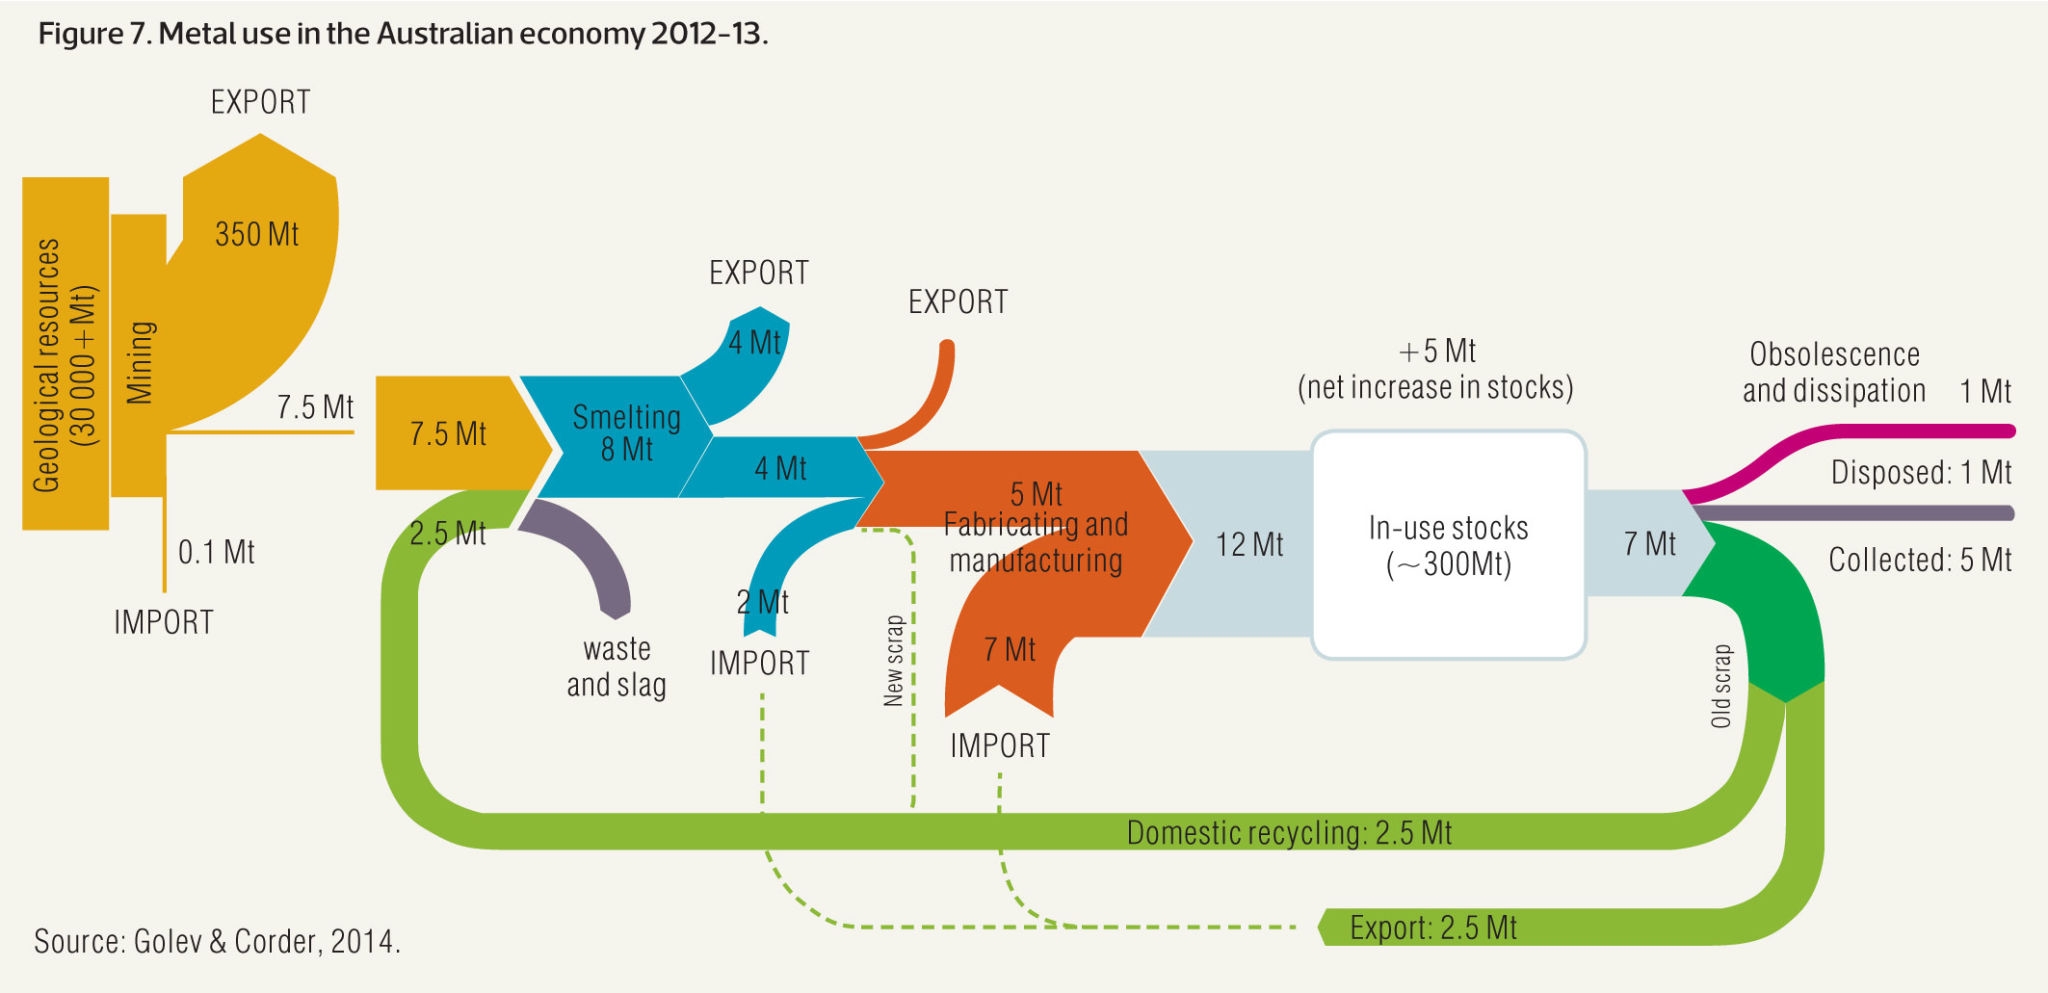 Figure 7. Metal use in the Australian economy 2012-13.
EXPORT
350 Mt
Geological resources
(30 000+Mt)
Mining
7.5 Mt
0.1 Mt
IMPORT
7.5 Mt
2.5 Mt
Smelting
8 Mt
EXPORT
4 Mt
4 Mt
waste
and slag
2 Mt
IMPORT
EXPORT
New scrap
5 Mt
Fabricating and
manufacturing
7 Mt
IMPORT
12 Mt
+5 Mt
(net increase in stocks)
In-use stocks
(~300Mt)
7 Mt
Obsolescence
and dissipation 1 Mt
Disposed: 1 Mt
Collected: 5 Mt
Old scrap
Domestic recycling: 2.5 Mt
Export: 2.5 Mt
Source: Golev & Corder, 2014.